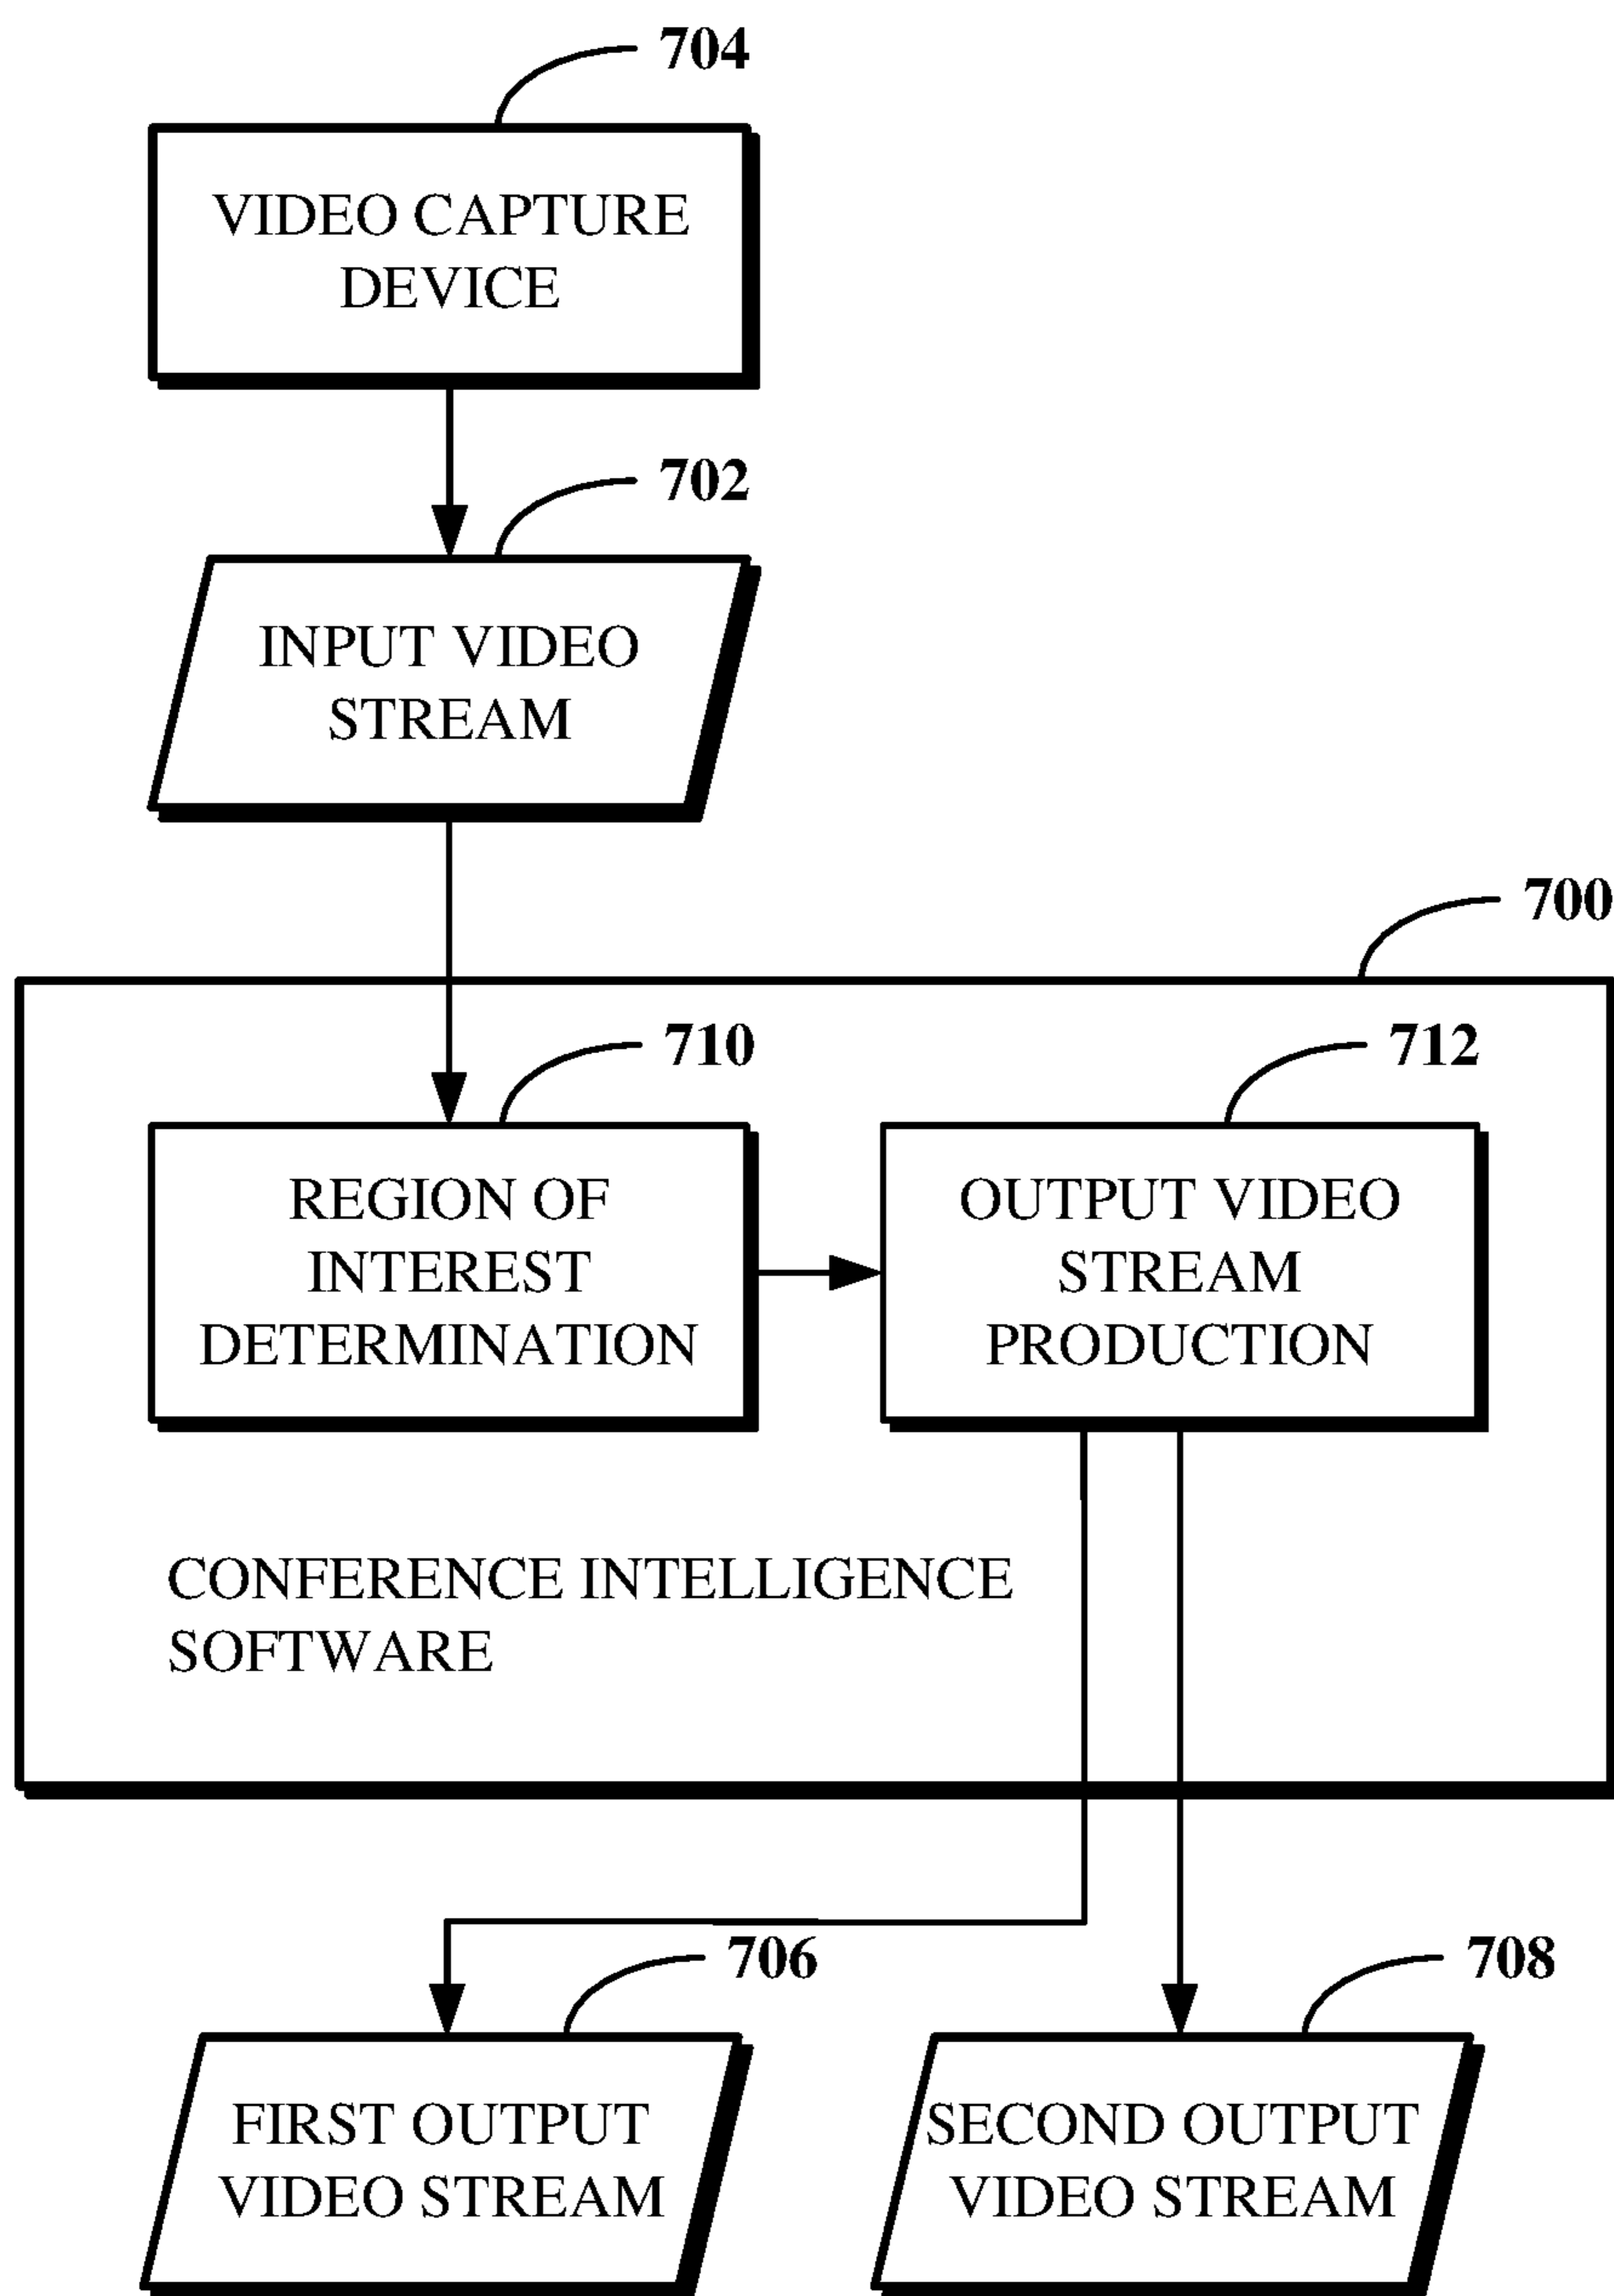 704
VIDEO CAPTURE
DEVICE
702
INPUT VIDEO
STREAM
700
710
712
REGION OF
INTEREST
DETERMINATION
OUTPUT VIDEO
STREAM
PRODUCTION
CONFERENCE INTELLIGENCE
SOFTWARE
706
708
FIRST OUTPUT
VIDEO STREAM
SECOND OUTPUT
VIDEO STREAM